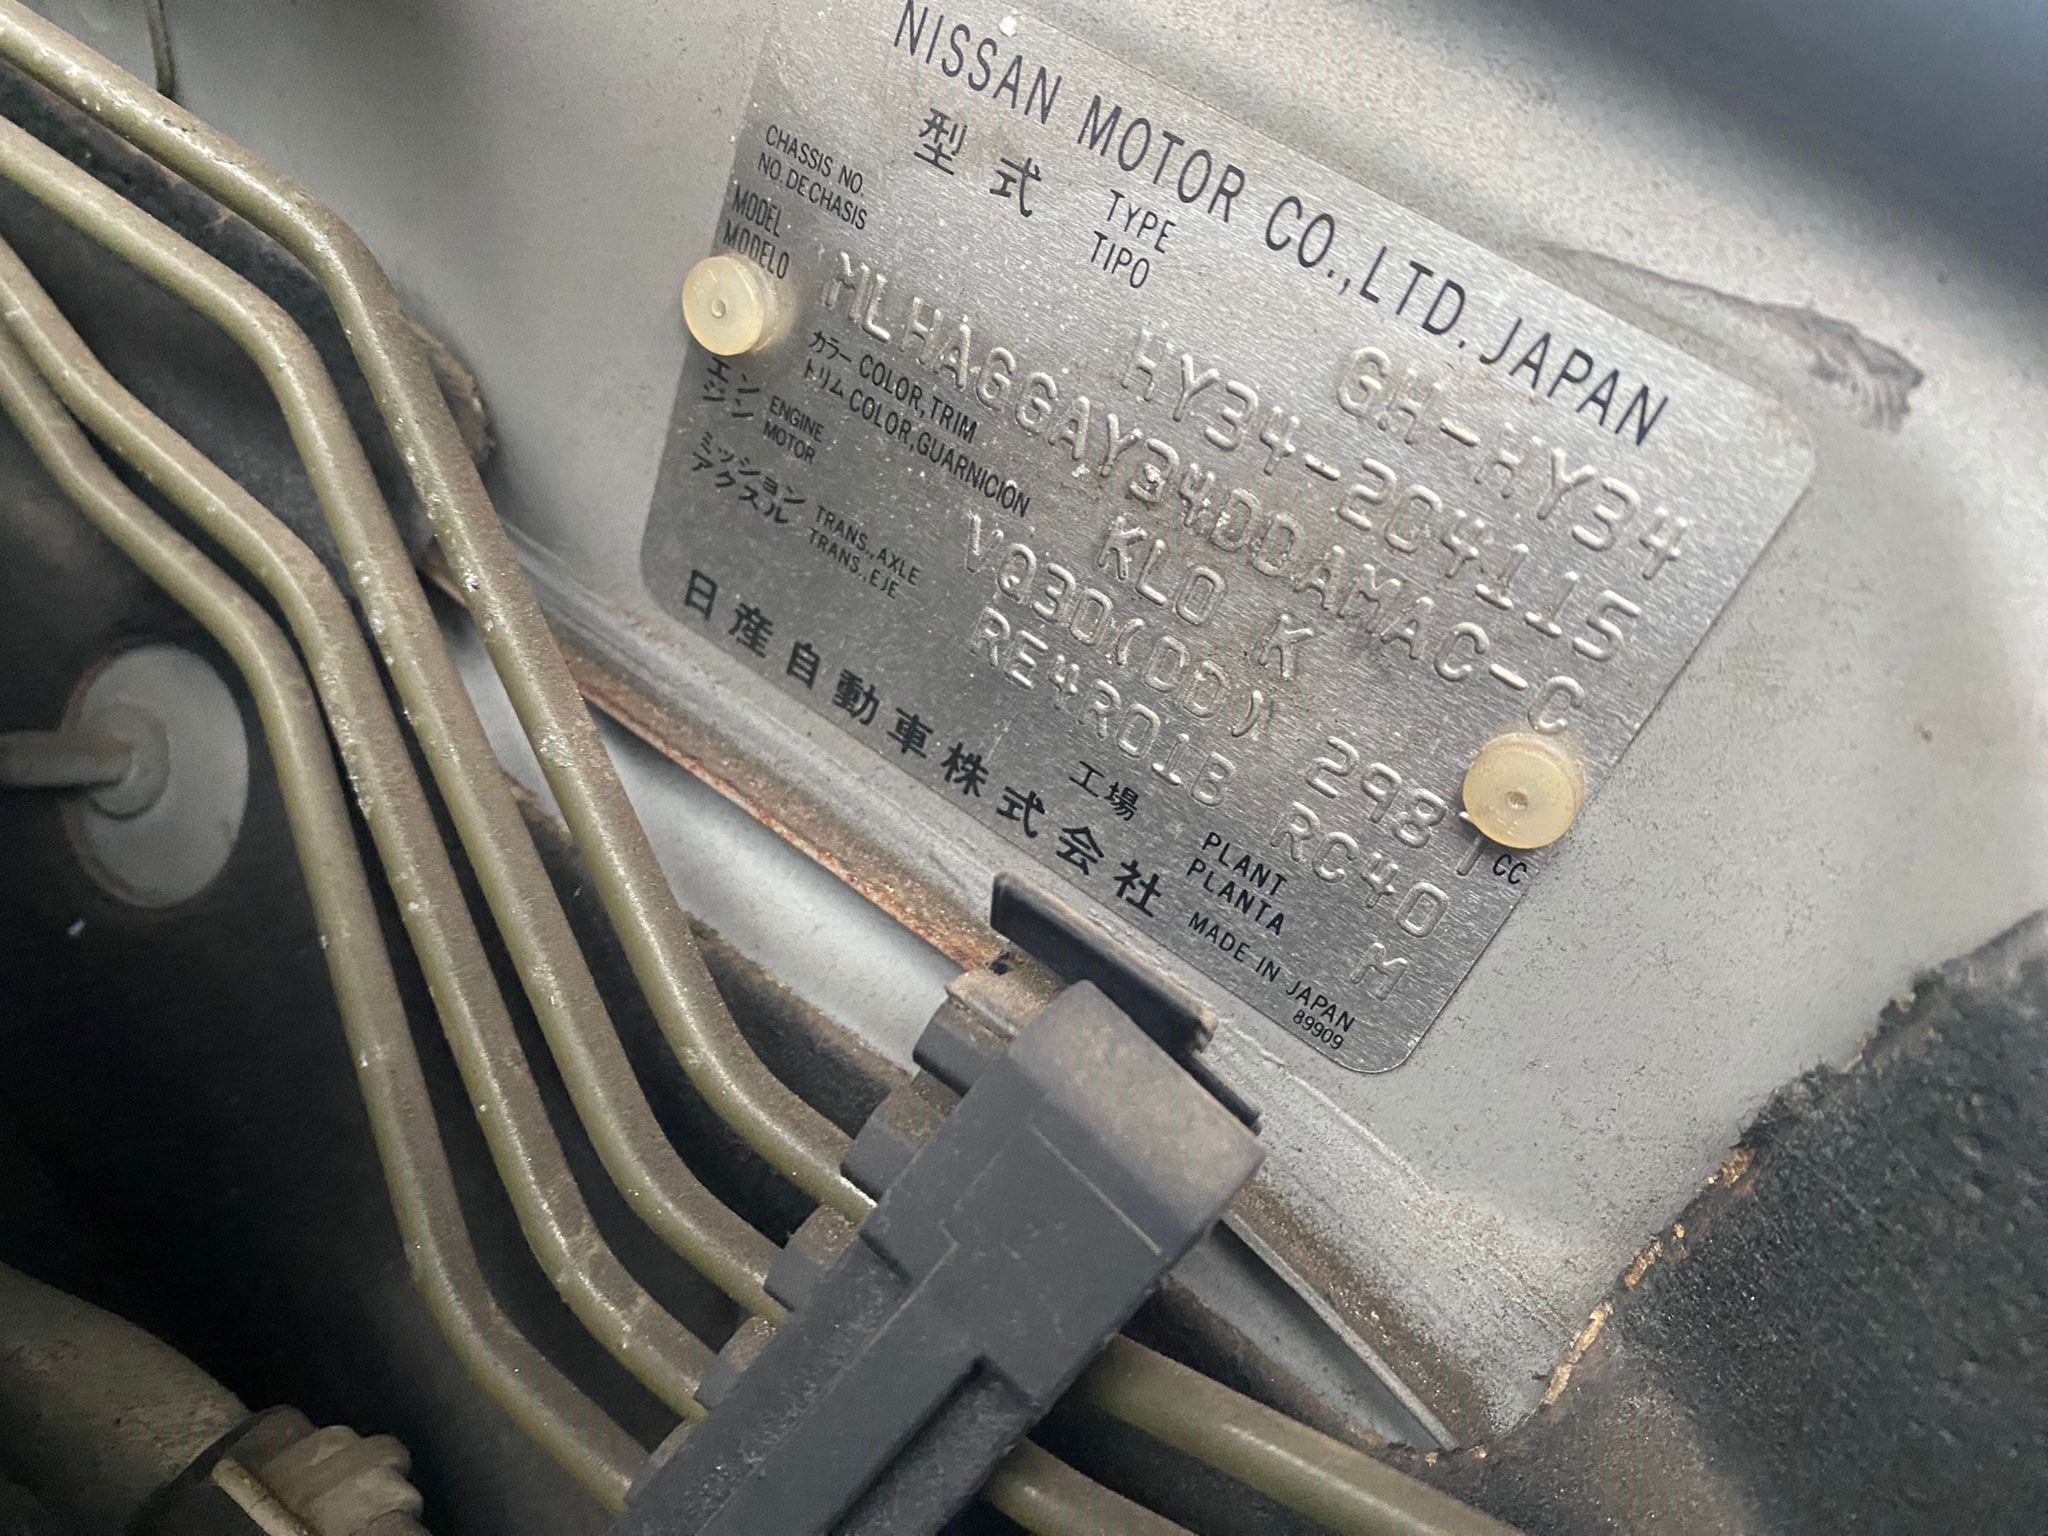 NISSAN MOTOR CO.,LTD.JAPAN
型式 TYPE GH-HY34
TIPO
CHASSIS NO. HY34-204115
NO.DECHASIS
MODEL MLHAGGAY34DDAMAC-C
MODELO
カラー COLOR,TRIM KL0 K
トリム COLOR,GUARNICION
エンジン ENGINE VQ30(DD) 2987 CC
MOTOR
ミッション TRANS.,AXLE RE4R01B RC40
アクスル TRANS.,EJE
工場 PLANT M
PLANTA
日産自動車株式会社 MADE IN JAPAN
89909